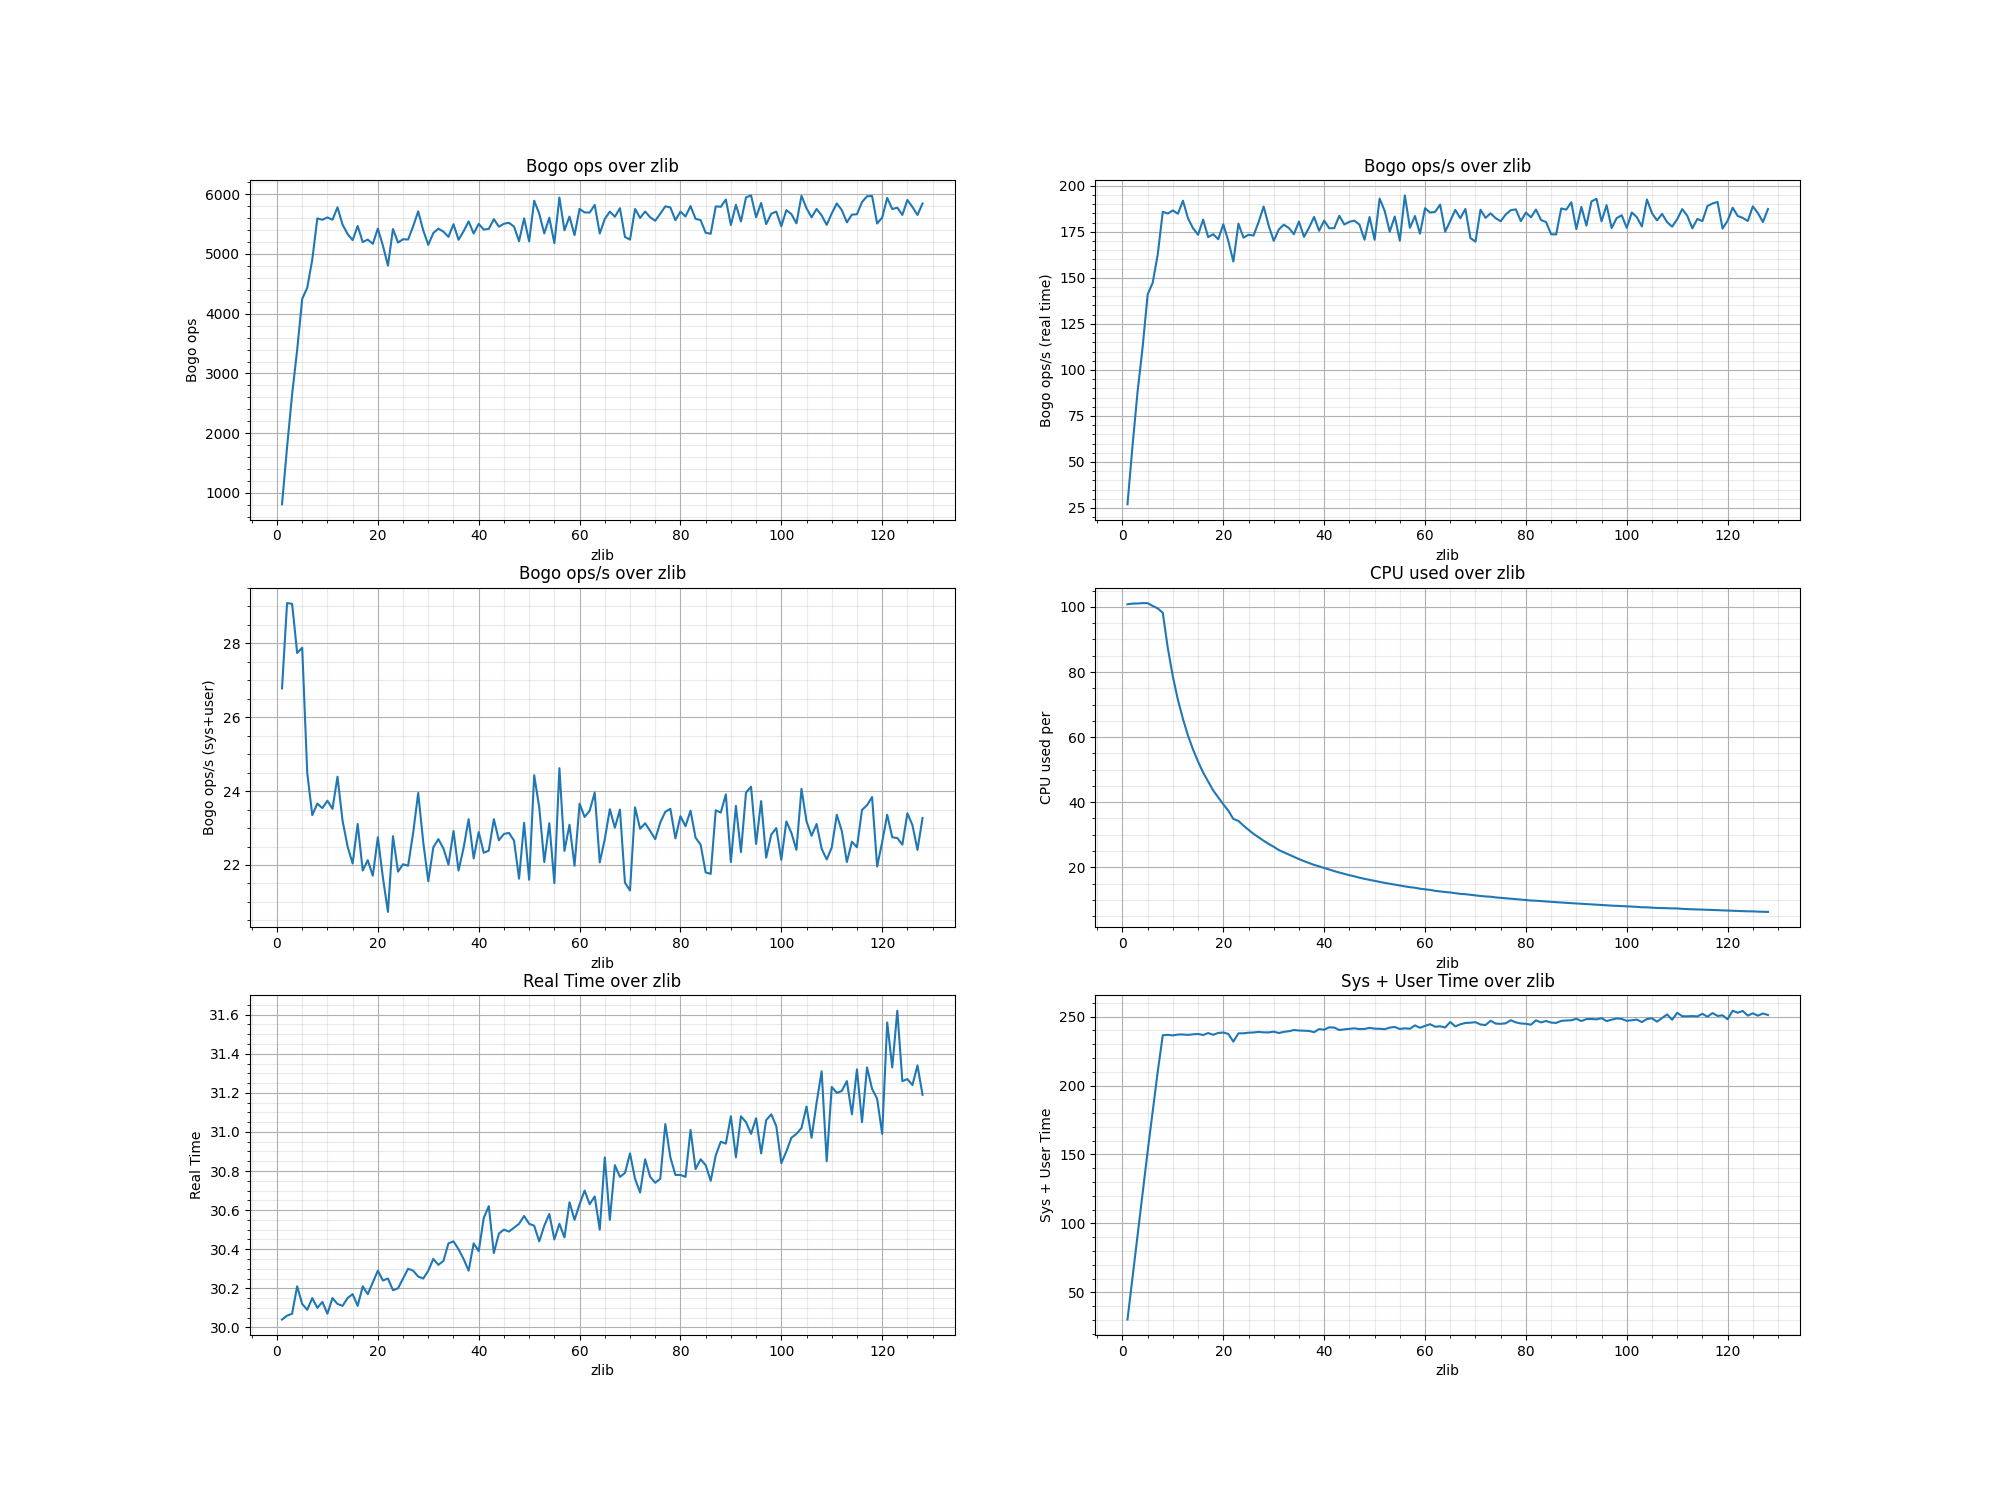 Bogo ops over zlib
6000
5000
4000
3000
2000
1000
Bogo ops
0 20 40 60 80 100 120
zlib
Bogo ops/s over zlib
200
175
150
125
100
75
50
25
Bogo ops/s (real time)
0 20 40 60 80 100 120
zlib
Bogo ops/s over zlib
28
26
24
22
Bogo ops/s (sys+user)
0 20 40 60 80 100 120
zlib
CPU used over zlib
100
80
60
40
20
CPU used per
0 20 40 60 80 100 120
zlib
Real Time over zlib
31.6
31.4
31.2
31.0
30.8
30.6
30.4
30.2
30.0
Real Time
0 20 40 60 80 100 120
zlib
Sys + User Time over zlib
250
200
150
100
50
Sys + User Time
0 20 40 60 80 100 120
zlib